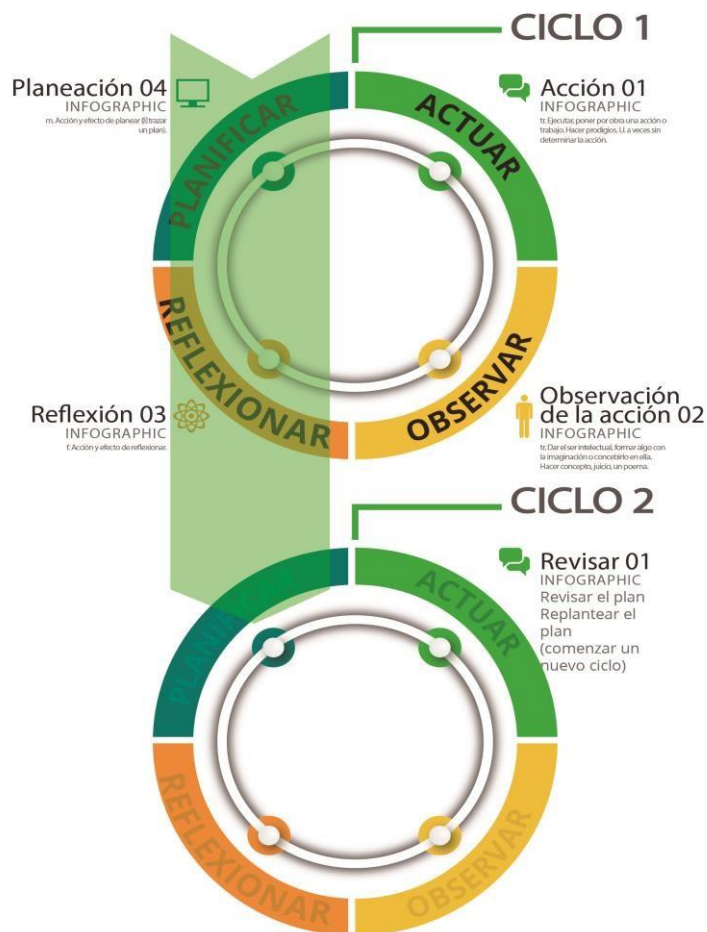 CICLO 1
Planeación 04
INFOGRAPHIC
m. Acción y efecto de planear (trazar
un plan).
Acción 01
INFOGRAPHIC
tr. Ejecutar, poner por obra una acción o
trabajo. Hacer prodigios. U. a veces sin
determinar la acción.
PLANIFICAR
ACTUAR
REFLEXIONAR
OBSERVAR
Reflexión 03
INFOGRAPHIC
f. Acción y efecto de reflexionar.
Observación
de la acción 02
INFOGRAPHIC
tr. Dar el ser intelectual, formar algo con
la imaginación o concebirlo en ella.
Hacer concepto, juicio, un poema.
CICLO 2
Revisar 01
INFOGRAPHIC
Revisar el plan
Replantear el
plan
(comenzar un
nuevo ciclo)
PLANIFICAR
ACTUAR
REFLEXIONAR
OBSERVAR